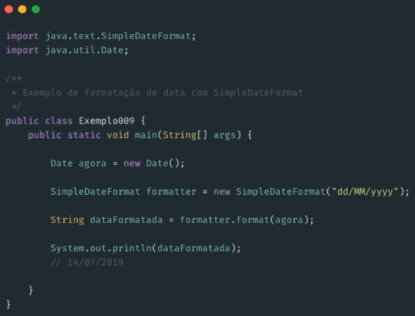 import java.text.SimpleDateFormat;
import java.util.Date;
/**
* Exemplo de formatação de data com SimpleDateFormat
*/
public class Exemplo009 {
public static void main(String[] args) {
Date agora = new Date();
SimpleDateFormat formatter = new SimpleDateFormat("dd/MM/yyyy");
String dataFormatada = formatter.format(agora);
System.out.println(dataFormatada);
// 14/07/2019
}
}